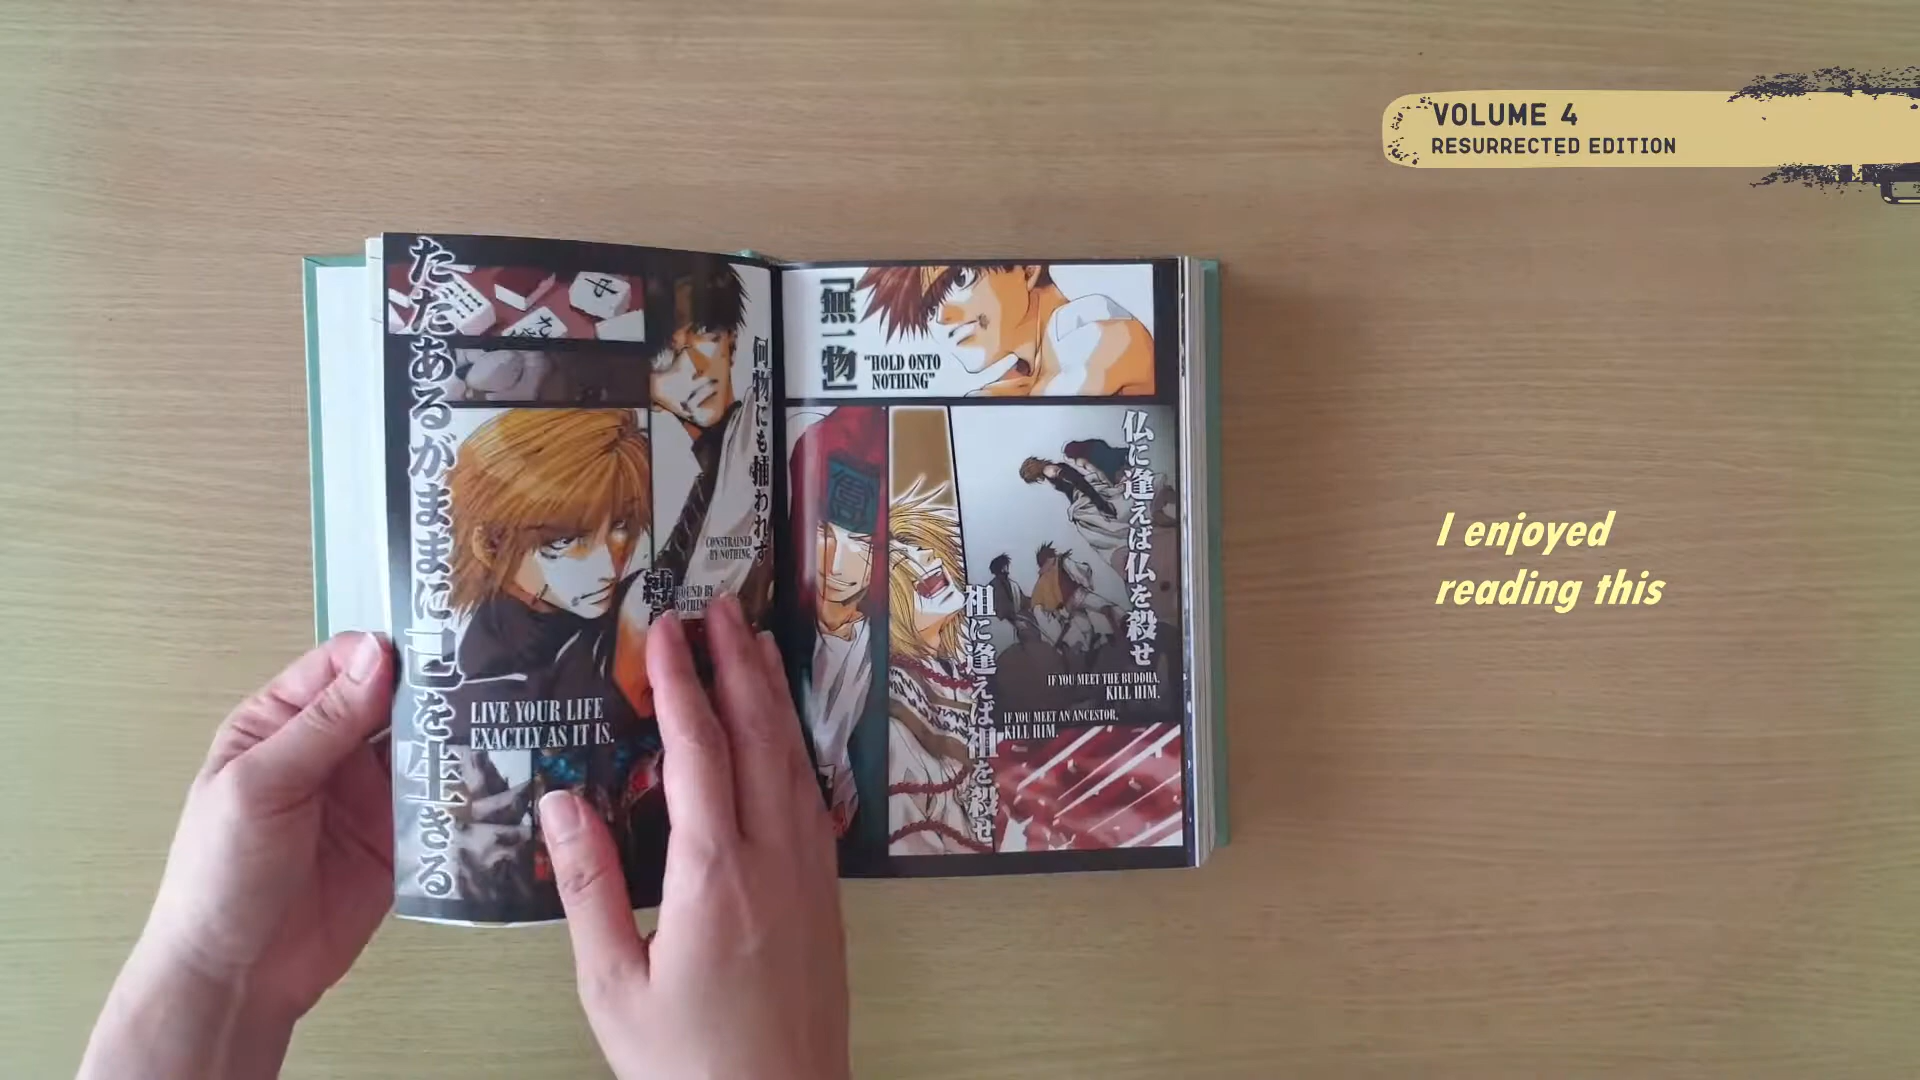 VOLUME 4
RESURRECTED EDITION
「無一物」
"HOLD ONTO
NOTHING"
仏に逢えば仏を殺せ
IF YOU MEET THE BUDDHA,
KILL HIM.
祖に逢えば祖を殺せ
IF YOU MEET AN ANCESTOR,
KILL HIM.
何物にも捕われず
CONSTRAINED
BY NOTHING,
縛
BOUND BY
NOTHING
ただあるがままに己を生きる
LIVE YOUR LIFE
EXACTLY AS IT IS.
I enjoyed
reading this